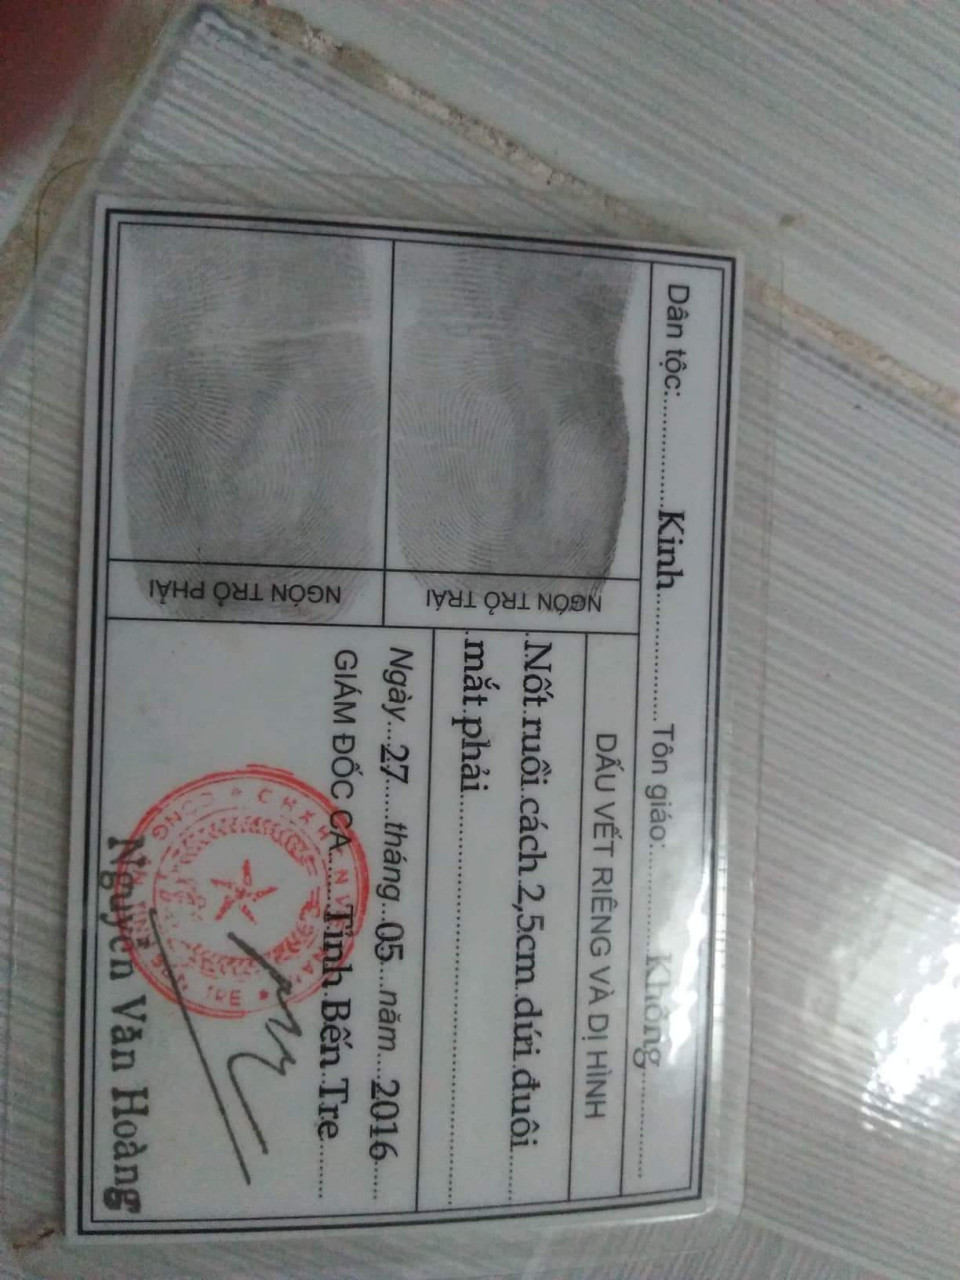 Dân tộc:............Kinh............Tôn giáo:............Không............
NGÓN TRỎ TRÁI
NGÓN TRỎ PHẢI
DẤU VẾT RIÊNG VÀ DỊ HÌNH
Nốt.ruồi.cách.2,5cm.dưới.đuôi
mắt.phải
Ngày...27....tháng...05...năm...2016
GIÁM ĐỐC CA....Tỉnh.Bến.Tre
Nguyễn Văn Hoàng